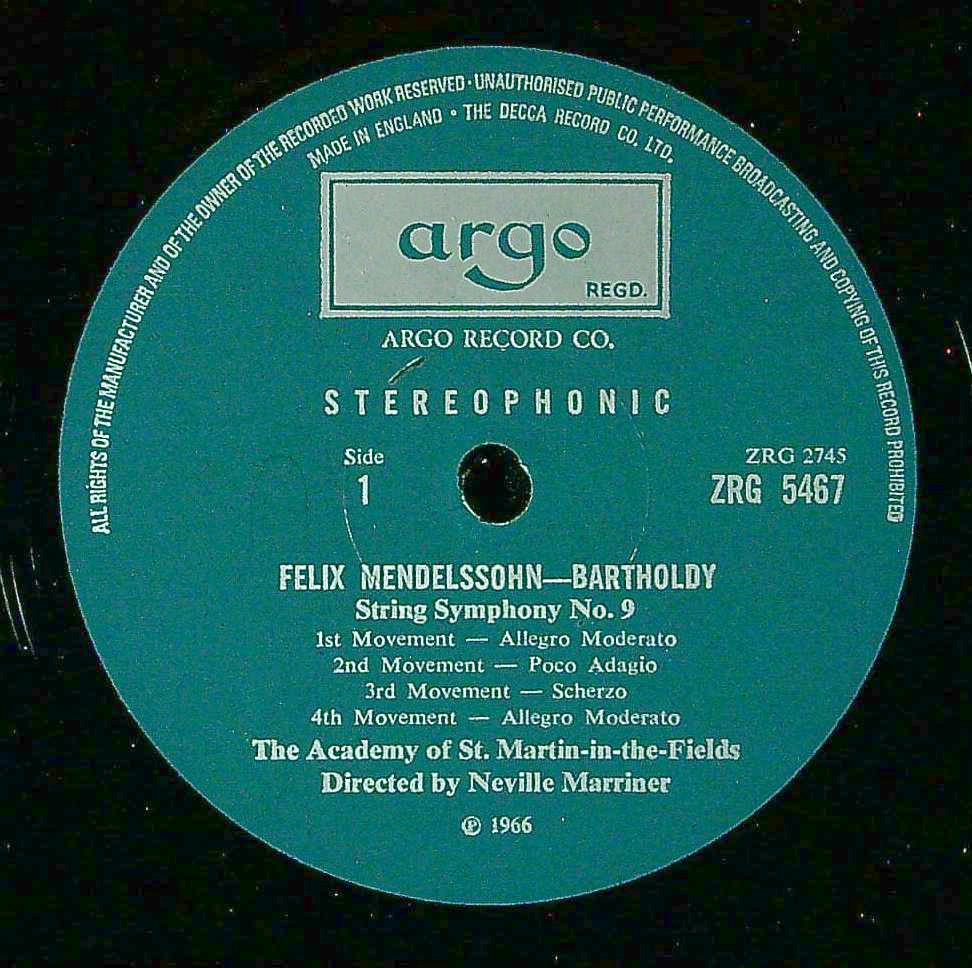 ALL RIGHTS OF THE MANUFACTURER AND OF THE OWNER OF THE RECORDED WORK RESERVED · UNAUTHORISED PUBLIC PERFORMANCE BROADCASTING AND COPYING OF THIS RECORD PROHIBITED
MADE IN ENGLAND • THE DECCA RECORD CO. LTD.
argo
REGD.
ARGO RECORD CO.
STEREOPHONIC
Side ZRG 2745
1 ZRG 5467
FELIX MENDELSSOHN—BARTHOLDY
String Symphony No. 9
1st Movement — Allegro Moderato
2nd Movement — Poco Adagio
3rd Movement — Scherzo
4th Movement — Allegro Moderato
The Academy of St. Martin-in-the-Fields
Directed by Neville Marriner
℗ 1966